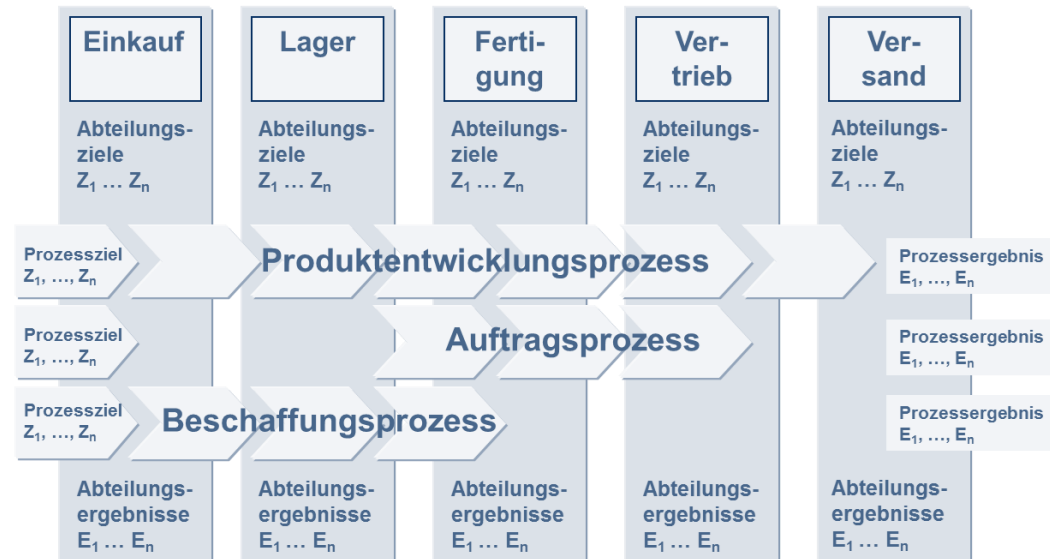 Einkauf
Lager
Ferti-
gung
Ver-
trieb
Ver-
sand
Abteilungs-
ziele
Z1 … Zn
Abteilungs-
ziele
Z1 … Zn
Abteilungs-
ziele
Z1 … Zn
Abteilungs-
ziele
Z1 … Zn
Abteilungs-
ziele
Z1 … Zn
Prozessziel
Z1, …, Zn
Produktentwicklungsprozess
Prozessergebnis
E1, …, En
Prozessziel
Z1, …, Zn
Auftragsprozess
Prozessergebnis
E1, …, En
Prozessziel
Z1, …, Zn
Beschaffungsprozess
Prozessergebnis
E1, …, En
Abteilungs-
ergebnisse
E1 … En
Abteilungs-
ergebnisse
E1 … En
Abteilungs-
ergebnisse
E1 … En
Abteilungs-
ergebnisse
E1 … En
Abteilungs-
ergebnisse
E1 … En